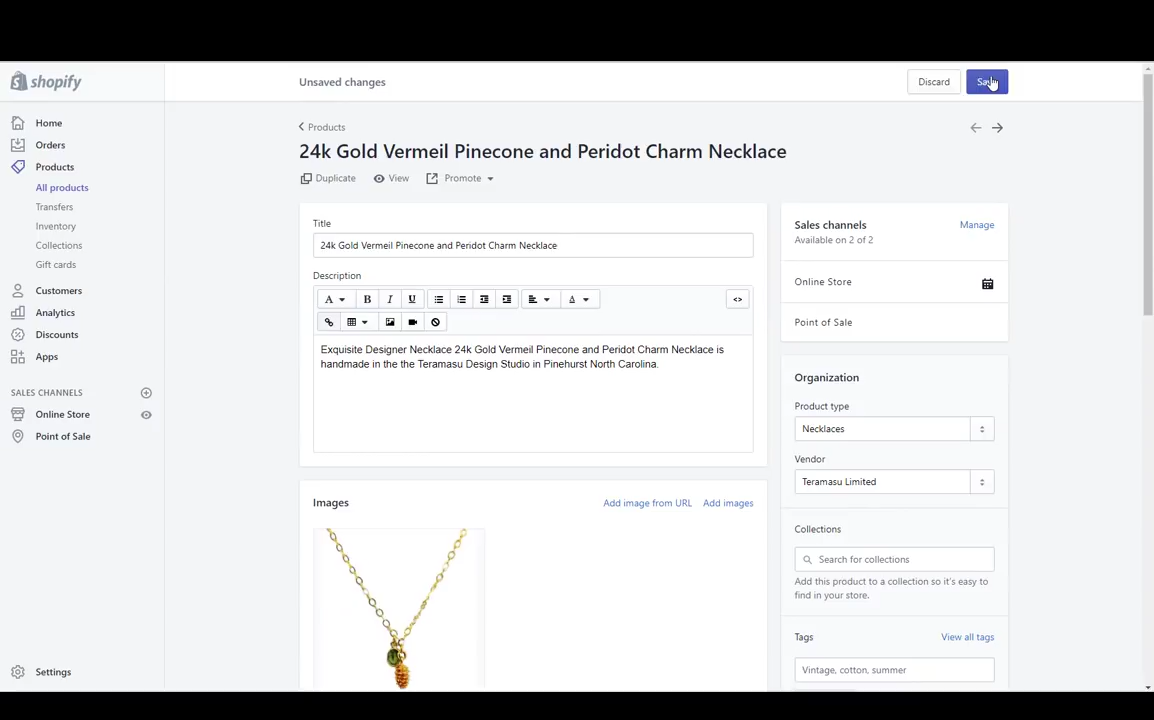 shopify
Unsaved changes
Discard
Home
Orders
Products
All products
Transfers
Inventory
Collections
Gift cards
Customers
Analytics
Discounts
Apps
SALES CHANNELS
Online Store
Point of Sale
Settings
Products
24k Gold Vermeil Pinecone and Peridot Charm Necklace
Duplicate
View
Promote
Title
24k Gold Vermeil Pinecone and Peridot Charm Necklace
Description
A B I U A <>
Exquisite Designer Necklace 24k Gold Vermeil Pinecone and Peridot Charm Necklace is
handmade in the the Teramasu Design Studio in Pinehurst North Carolina.
Images
Add image from URL
Add images
Sales channels
Manage
Available on 2 of 2
Online Store
Point of Sale
Organization
Product type
Necklaces
Vendor
Teramasu Limited
Collections
Search for collections
Add this product to a collection so it's easy to
find in your store.
Tags
View all tags
Vintage, cotton, summer